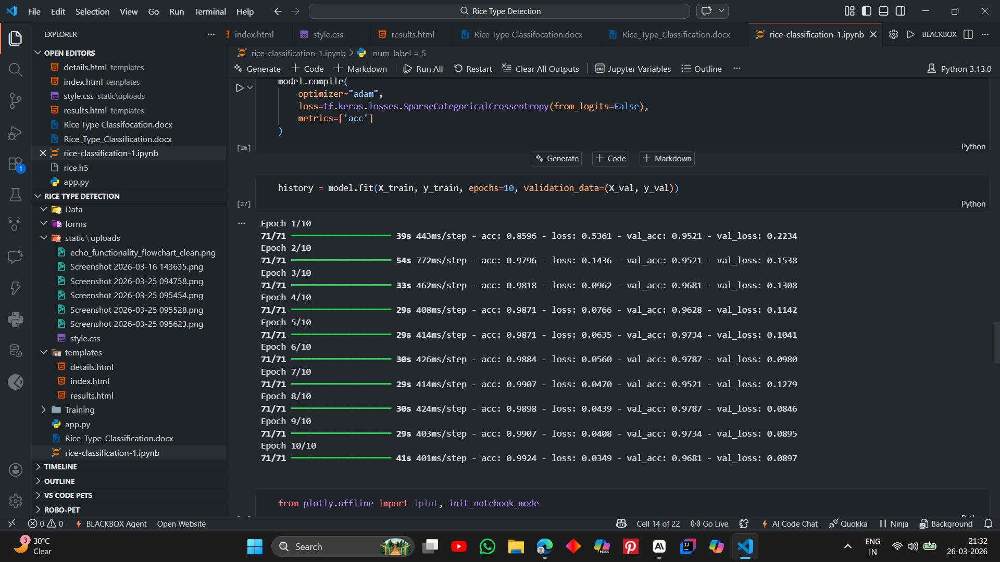 File Edit Selection View Go Run Terminal Help
Rice Type Detection
EXPLORER
OPEN EDITORS
details.html templates
index.html templates
style.css static\uploads
results.html templates
Rice Type Classifocation.docx
Rice_Type_Classification.docx
rice-classification-1.ipynb
rice.h5
app.py
RICE TYPE DETECTION
Data
forms
static\uploads
echo_functionality_flowchart_clean.png
Screenshot 2026-03-16 143635.png
Screenshot 2026-03-25 094758.png
Screenshot 2026-03-25 095454.png
Screenshot 2026-03-25 095528.png
Screenshot 2026-03-25 095623.png
style.css
templates
details.html
index.html
results.html
Training
app.py
Rice_Type_Classification.docx
rice-classification-1.ipynb
TIMELINE
OUTLINE
VS CODE PETS
ROBO-PET
1
index.html style.css results.html Rice Type Classifocation.docx Rice_Type_Classification.docx rice-classification-1.ipynb BLACKBOX
rice-classification-1.ipynb > num_label = 5
Generate + Code + Markdown Run All Restart Clear All Outputs Jupyter Variables Outline Python 3.13.0
model.compile(
optimizer="adam",
loss=tf.keras.losses.SparseCategoricalCrossentropy(from_logits=False),
metrics=['acc']
)
[26] Python
Generate + Code + Markdown
history = model.fit(X_train, y_train, epochs=10, validation_data=(X_val, y_val))
[27] Python
Epoch 1/10
71/71 39s 443ms/step - acc: 0.8596 - loss: 0.5361 - val_acc: 0.9521 - val_loss: 0.2234
Epoch 2/10
71/71 54s 772ms/step - acc: 0.9796 - loss: 0.1436 - val_acc: 0.9521 - val_loss: 0.1538
Epoch 3/10
71/71 33s 462ms/step - acc: 0.9818 - loss: 0.0962 - val_acc: 0.9681 - val_loss: 0.1308
Epoch 4/10
71/71 29s 408ms/step - acc: 0.9871 - loss: 0.0766 - val_acc: 0.9628 - val_loss: 0.1142
Epoch 5/10
71/71 29s 414ms/step - acc: 0.9871 - loss: 0.0635 - val_acc: 0.9734 - val_loss: 0.1041
Epoch 6/10
71/71 30s 426ms/step - acc: 0.9884 - loss: 0.0560 - val_acc: 0.9787 - val_loss: 0.0980
Epoch 7/10
71/71 29s 414ms/step - acc: 0.9907 - loss: 0.0470 - val_acc: 0.9521 - val_loss: 0.1279
Epoch 8/10
71/71 30s 424ms/step - acc: 0.9898 - loss: 0.0439 - val_acc: 0.9787 - val_loss: 0.0846
Epoch 9/10
71/71 29s 403ms/step - acc: 0.9907 - loss: 0.0408 - val_acc: 0.9734 - val_loss: 0.0895
Epoch 10/10
71/71 41s 401ms/step - acc: 0.9924 - loss: 0.0349 - val_acc: 0.9681 - val_loss: 0.0897
from plotly.offline import iplot, init_notebook_mode
0 0 BLACKBOX Agent Open Website Cell 14 of 22 Go Live AI Code Chat Quokka Ninja Background
3 30°C
Clear
Search
M365
IJ
ENG
IN
21:32
26-03-2026